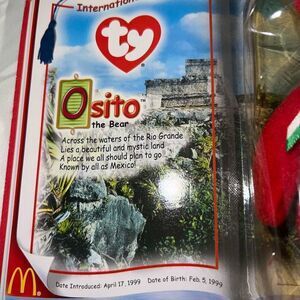 International
ty
Osito™
the Bear
Across the waters of the Rio Grande
Lies a beautiful and mystic land
A place we all should plan to go
Known by all as Mexico!
Date Introduced: April 17, 1999 Date of Birth: Feb. 5, 1999